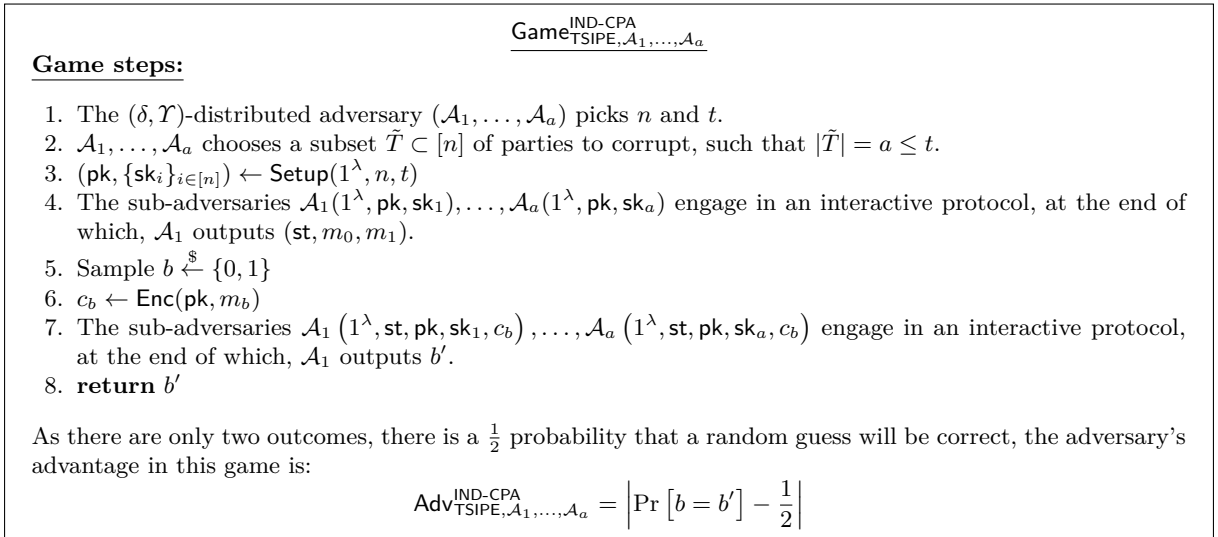 Game^{IND-CPA}_{TSIPE,𝒜_1,...,𝒜_a}
Game steps:
1. The (δ, ϒ)-distributed adversary (𝒜_1, . . . , 𝒜_a) picks n and t.
2. 𝒜_1, . . . , 𝒜_a chooses a subset T̃ ⊂ [n] of parties to corrupt, such that |T̃| = a ≤ t.
3. (pk, {sk_i}_{i∈[n]}) ← Setup(1^λ, n, t)
4. The sub-adversaries 𝒜_1(1^λ, pk, sk_1), . . . , 𝒜_a(1^λ, pk, sk_a) engage in an interactive protocol, at the end of
which, 𝒜_1 outputs (st, m_0, m_1).
5. Sample b ←$ {0, 1}
6. c_b ← Enc(pk, m_b)
7. The sub-adversaries 𝒜_1 (1^λ, st, pk, sk_1, c_b) , . . . , 𝒜_a (1^λ, st, pk, sk_a, c_b) engage in an interactive protocol,
at the end of which, 𝒜_1 outputs b′.
8. return b′
As there are only two outcomes, there is a 1/2 probability that a random guess will be correct, the adversary's
advantage in this game is:
Adv^{IND-CPA}_{TSIPE,𝒜_1,...,𝒜_a} = |Pr [b = b′] − 1/2|